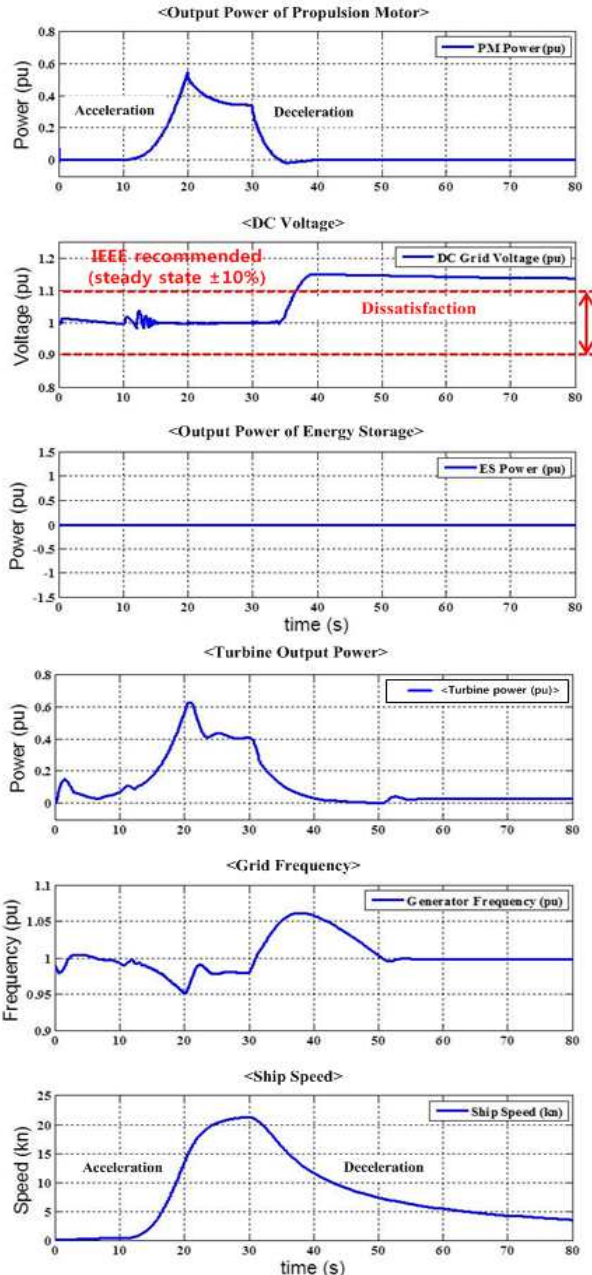 <Output Power of Propulsion Motor>
0.8
0.6
0.4
0.2
0
Power (pu)
PM Power (pu)
Acceleration
Deceleration
0 10 20 30 40 50 60 70 80
<DC Voltage>
1.2
1.1
1
0.9
0.8
Voltage (pu)
IEEE recommended
(steady state ±10%)
DC Grid Voltage (pu)
Dissatisfaction
0 10 20 30 40 50 60 70 80
<Output Power of Energy Storage>
1.5
1
0.5
0
-0.5
-1
-1.5
Power (pu)
ES Power (pu)
0 10 20 30 40 50 60 70 80
time (s)
<Turbine Output Power>
0.8
0.6
0.4
0.2
0
Power (pu)
<Turbine power (pu)>
0 10 20 30 40 50 60 70 80
<Grid Frequency>
1.1
1.05
1
0.95
0.9
Frequency (pu)
Generator Frequency (pu)
0 10 20 30 40 50 60 70 80
<Ship Speed>
25
20
15
10
5
0
Speed (kn)
Ship Speed (kn)
Acceleration
Deceleration
0 10 20 30 40 50 60 70 80
time (s)